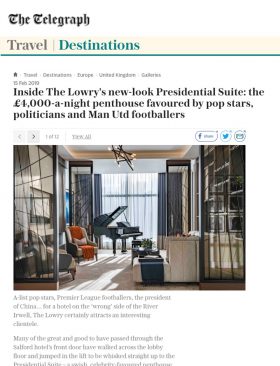 The Telegraph
Travel | Destinations
Travel Destinations Europe United Kingdom Galleries
15 Feb 2019
Inside The Lowry's new-look Presidential Suite: the
£4,000-a-night penthouse favoured by pop stars,
politicians and Man Utd footballers
View All
share
A-list pop stars, Premier League footballers, the president
of China... for a hotel on the 'wrong' side of the River
Irwell, The Lowry certainly attracts an interesting
clientele.
Many of the great and good to have passed through the
Salford hotel's front door have walked across the lobby
floor and jumped in the lift to be whisked straight up to the
Presidential Suite—a swish, celebrity-favoured penthouse